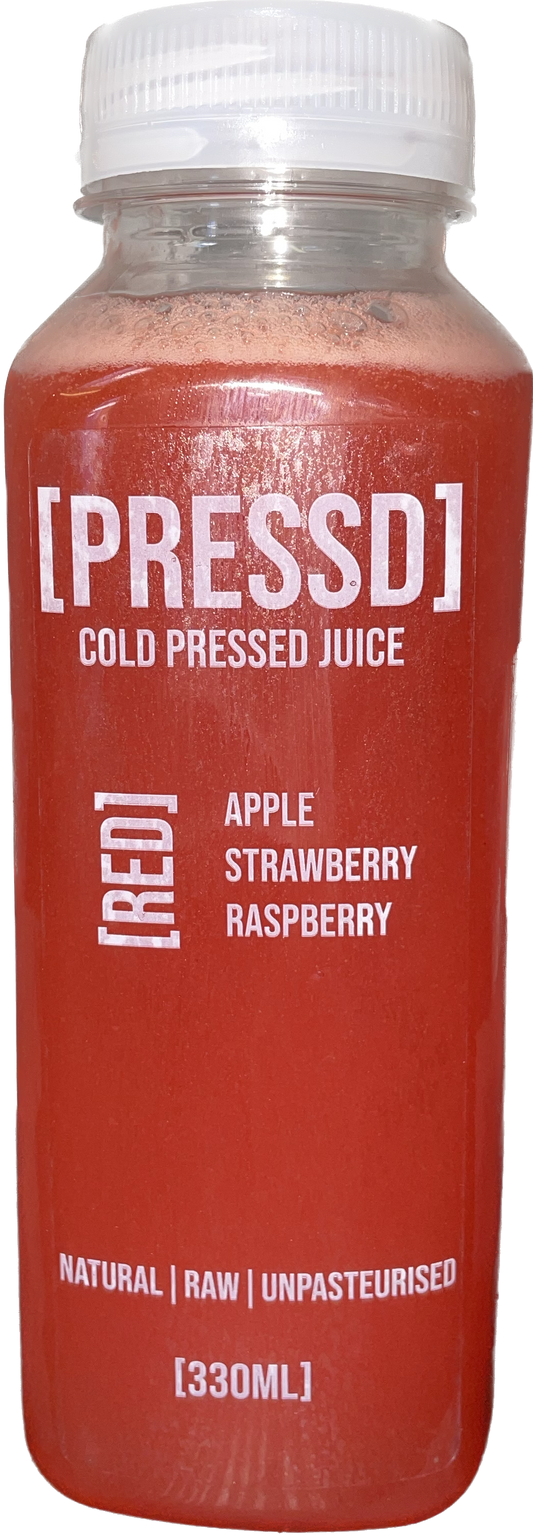 [PRESSD]
COLD PRESSED JUICE
[RED]
APPLE
STRAWBERRY
RASPBERRY
NATURAL | RAW | UNPASTEURISED
[330ML]